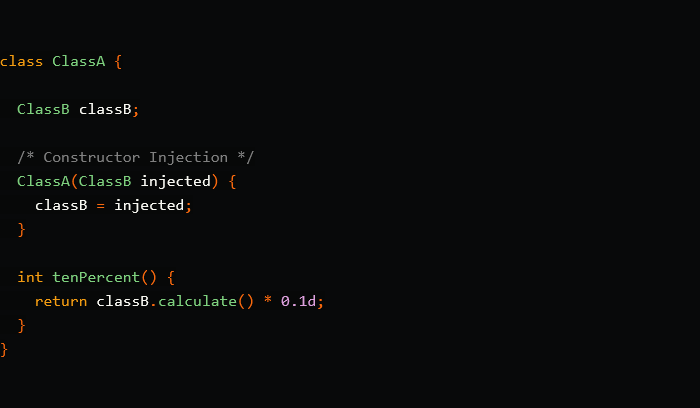 class ClassA {
ClassB classB;
/* Constructor Injection */
ClassA(ClassB injected) {
classB = injected;
}
int tenPercent() {
return classB.calculate() * 0.1d;
}
}